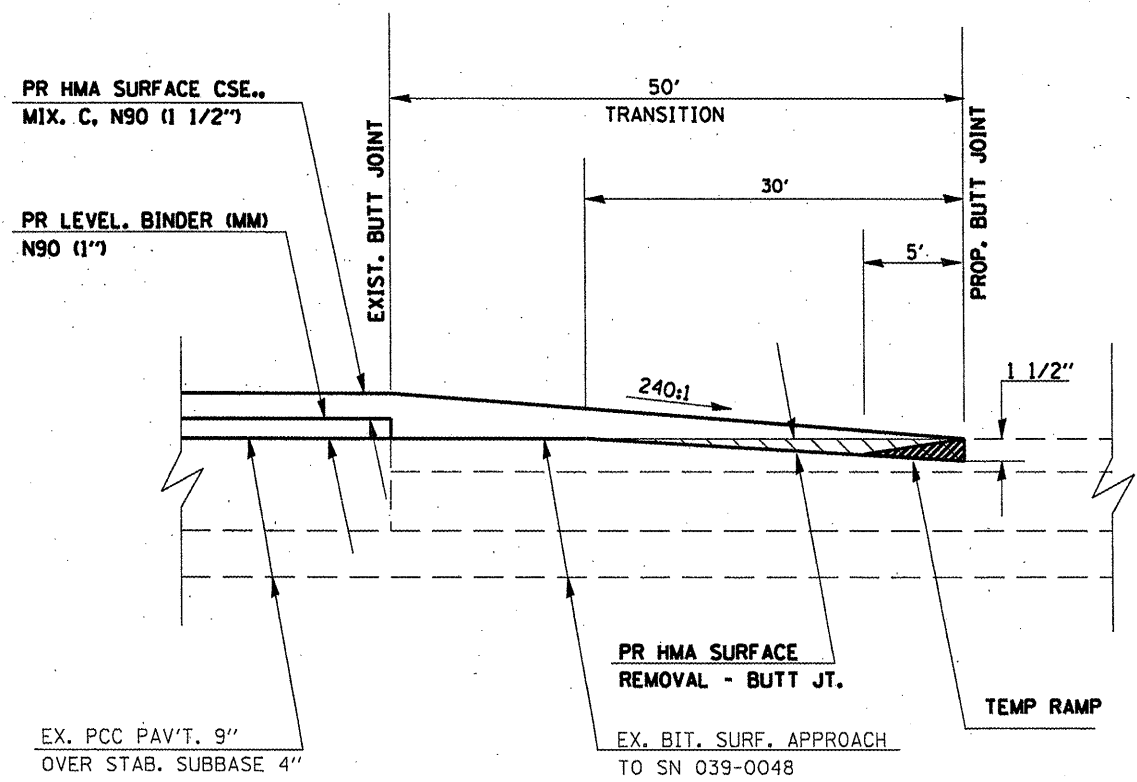 PR HMA SURFACE CSE.,
MIX. C, N90 (1 1/2")
50'
TRANSITION
EXIST. BUTT JOINT
PROP. BUTT JOINT
30'
PR LEVEL. BINDER (MM)
N90 (1")
5'
240:1
1 1/2"
PR HMA SURFACE
REMOVAL - BUTT JT.
TEMP RAMP
EX. PCC PAV'T. 9"
OVER STAB. SUBBASE 4"
EX. BIT. SURF. APPROACH
TO SN 039-0048